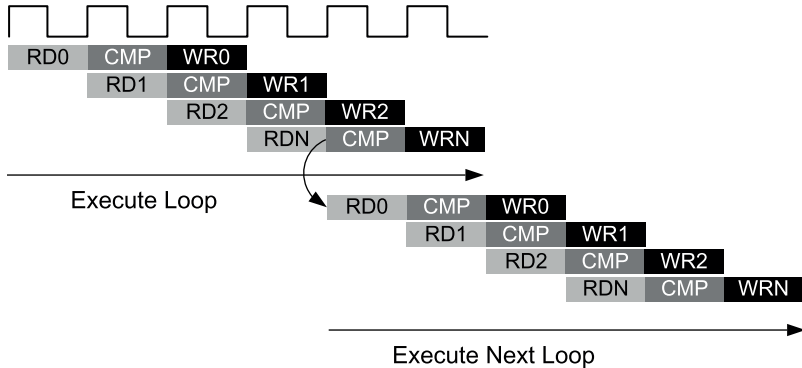 RD0 CMP WR0
RD1 CMP WR1
RD2 CMP WR2
RDN CMP WRN
Execute Loop
RD0 CMP WR0
RD1 CMP WR1
RD2 CMP WR2
RDN CMP WRN
Execute Next Loop